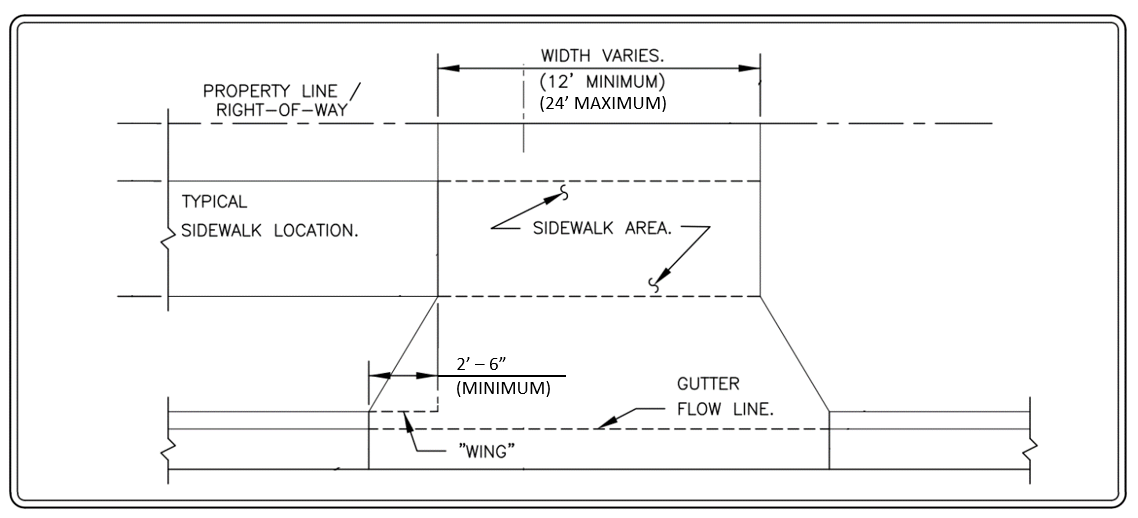 WIDTH VARIES.
(12’ MINIMUM)
(24’ MAXIMUM)
PROPERTY LINE /
RIGHT–OF–WAY
TYPICAL
SIDEWALK LOCATION.
SIDEWALK AREA.
2’ – 6”
(MINIMUM)
GUTTER
FLOW LINE.
”WING”